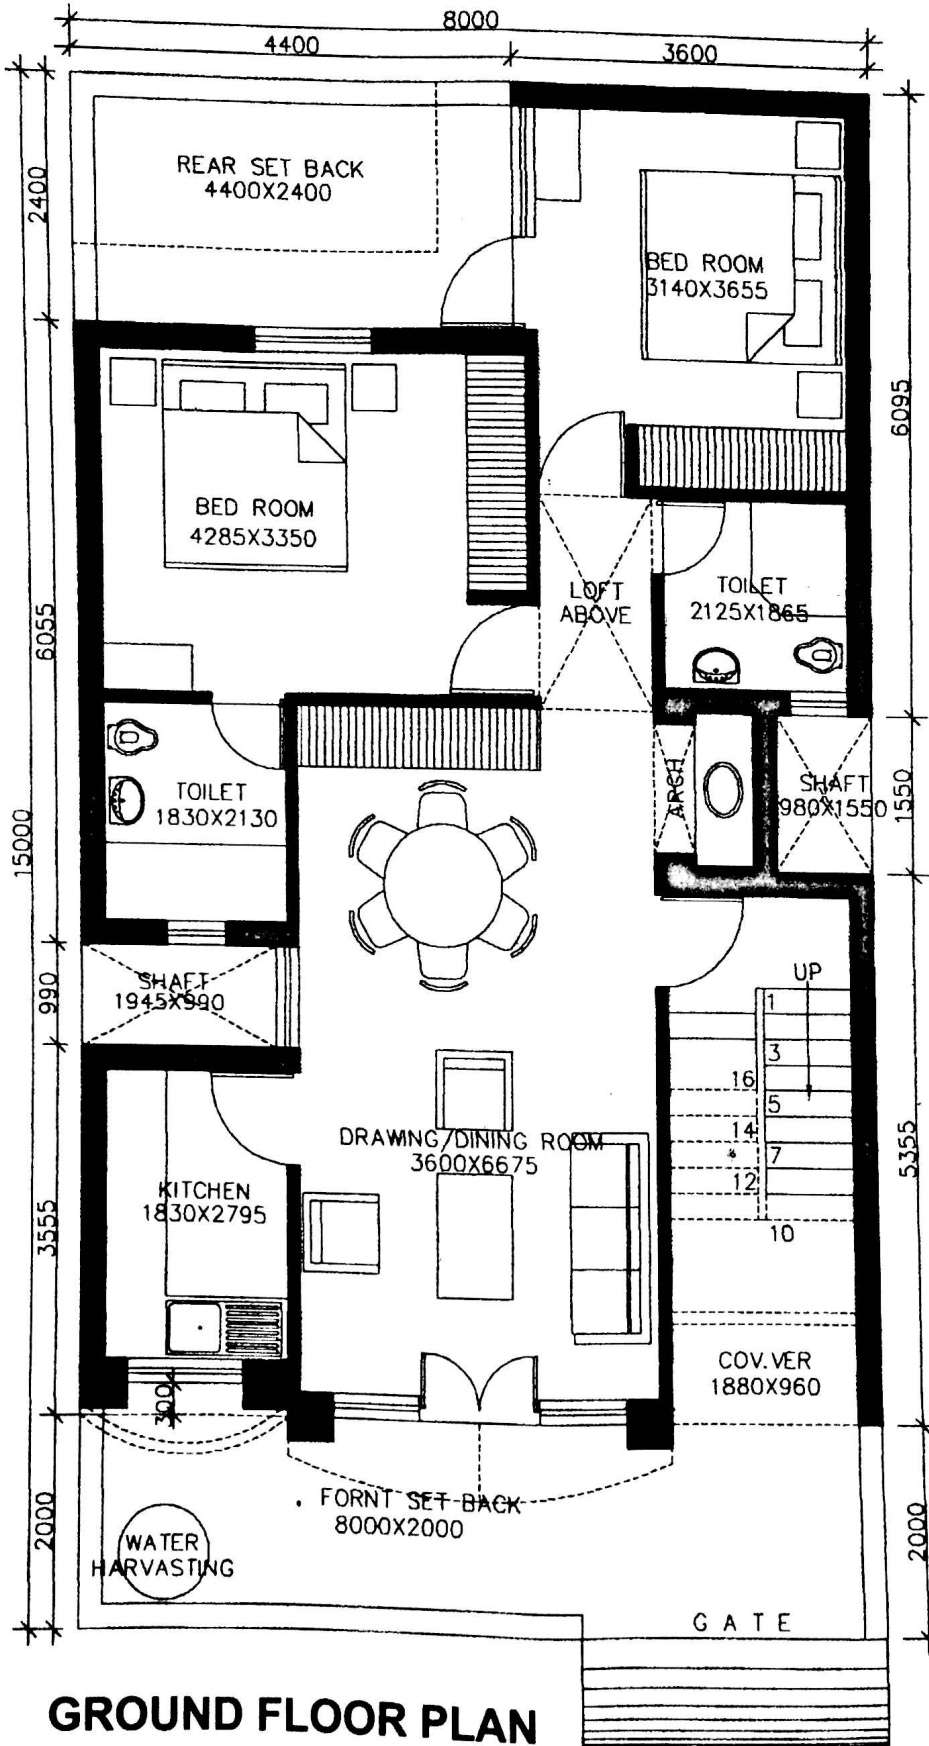 8000
4400
3600
REAR SET BACK
4400X2400
2400
BED ROOM
3140X3655
6095
BED ROOM
4285X3350
LOFT
ABOVE
TOILET
2125X1865
6055
TOILET
1830X2130
ARCH
SHAFT
980X1550
1550
15000
SHAFT
1945X990
990
UP
1
3
16
5
14
7
12
10
DRAWING/DINING ROOM
3600X6675
5355
KITCHEN
1830X2795
3555
COV.VER
1880X960
300
FORNT SET BACK
8000X2000
2000
2000
WATER
HARVASTING
GATE
GROUND FLOOR PLAN